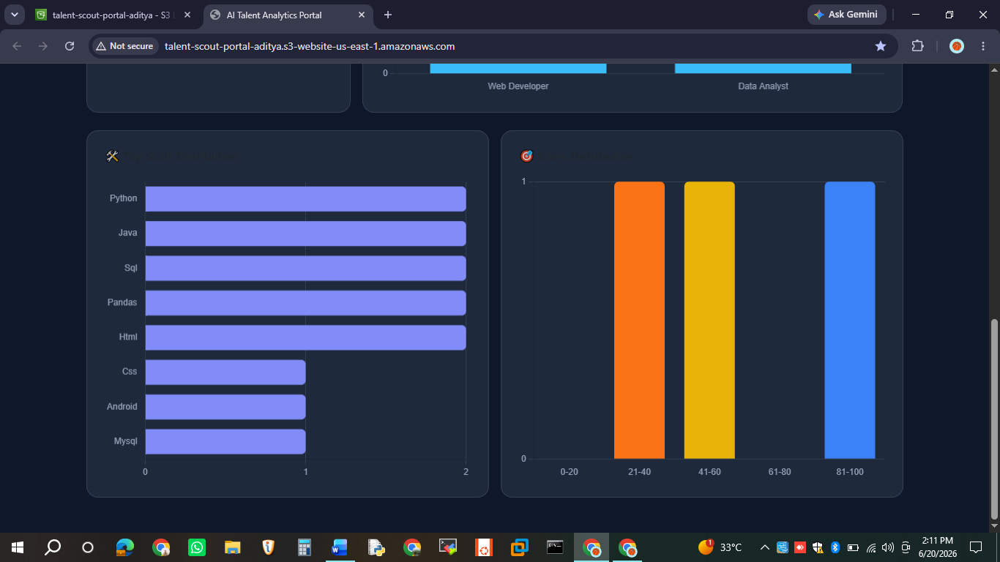 talent-scout-portal-aditya - S3
AI Talent Analytics Portal
Ask Gemini
Not secure
talent-scout-portal-aditya.s3-website-us-east-1.amazonaws.com
0
Web Developer
Data Analyst
Top Skills Distribution
Python
Java
Sql
Pandas
Html
Css
Android
Mysql
0
1
2
Score Distribution
1
0
0-20
21-40
41-60
61-80
81-100
1
33°C
2:11 PM
6/20/2026